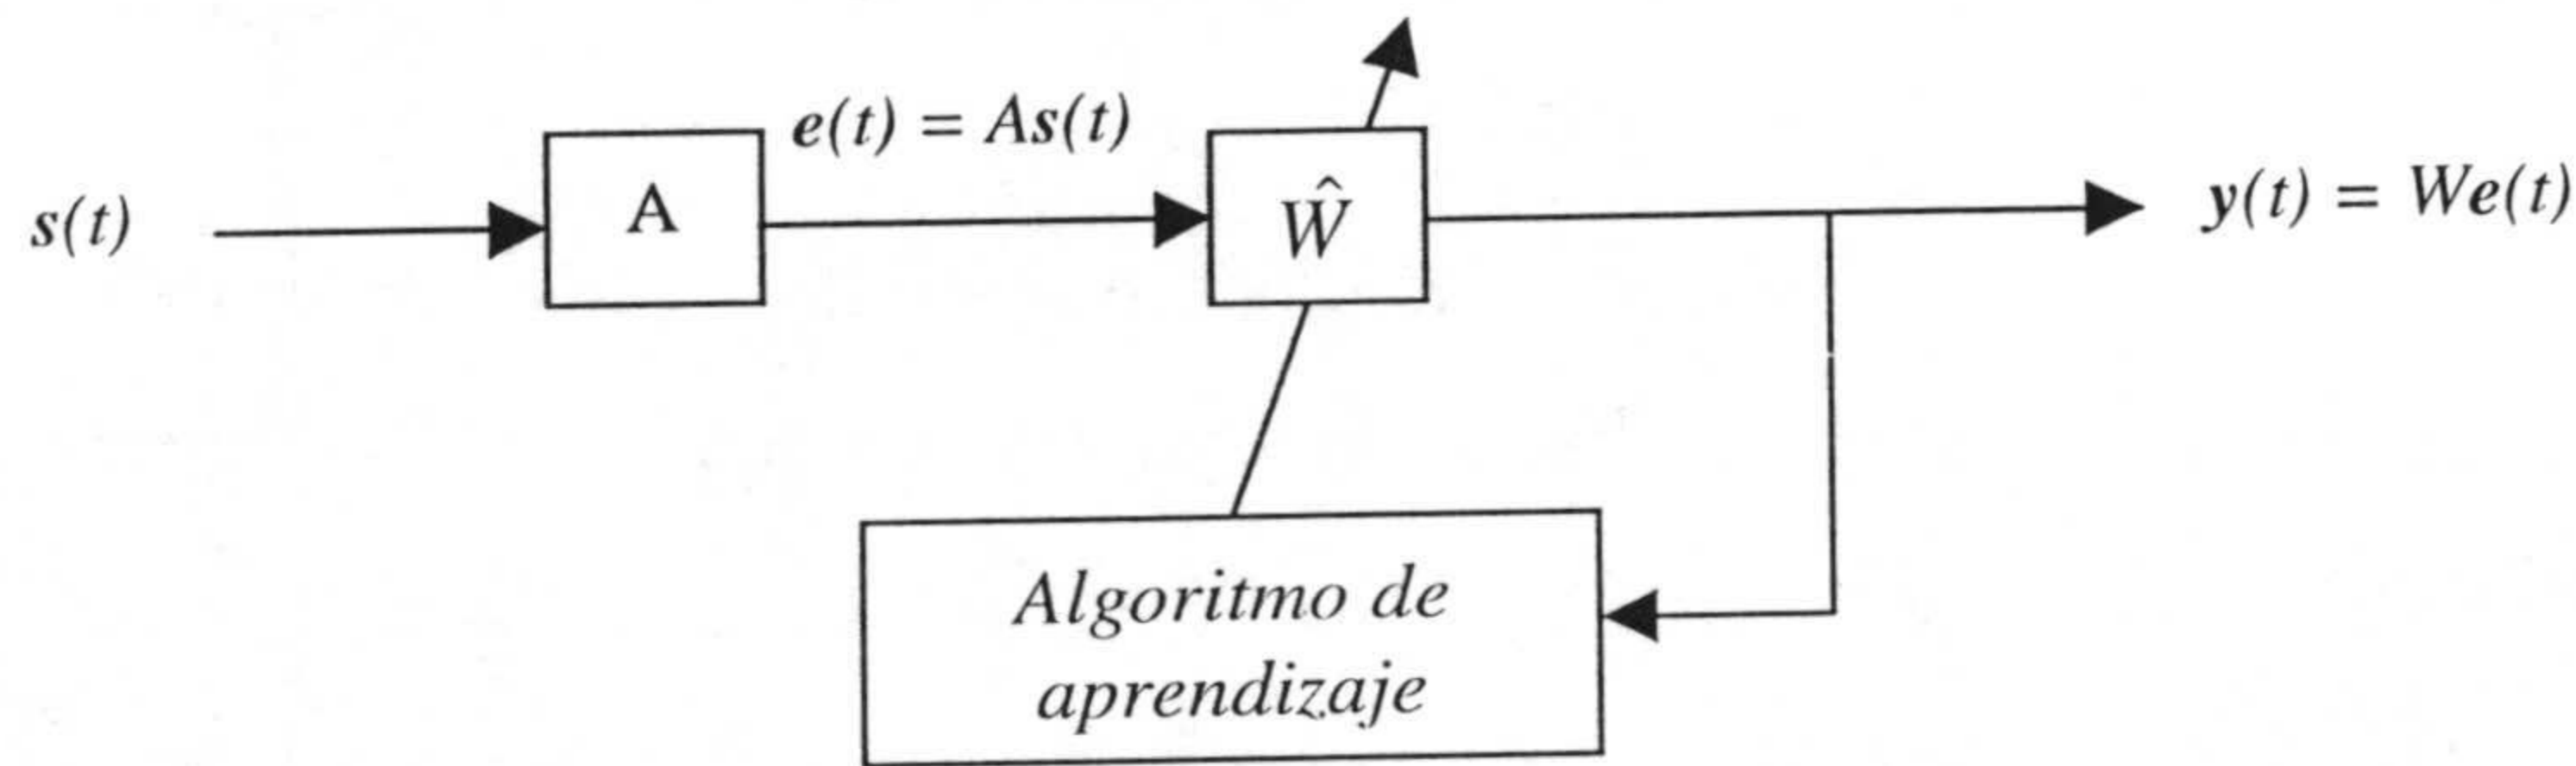 s(t)
A
e(t) = As(t)
Ŵ
y(t) = We(t)
Algoritmo de
aprendizaje